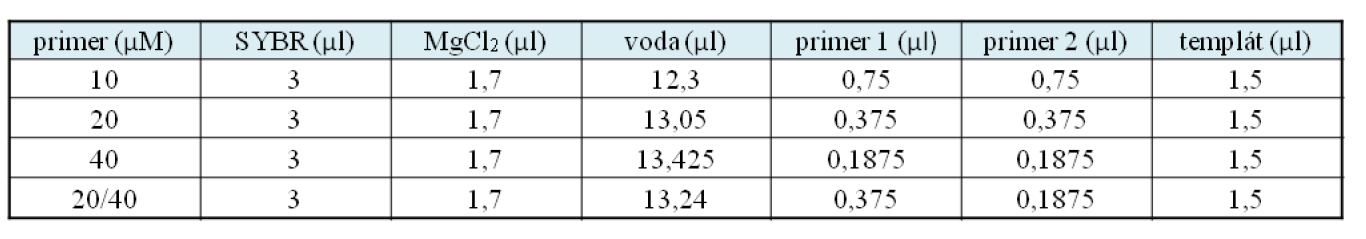 primer (µM) SYBR (µl) MgCl₂ (µl) voda (µl) primer 1 (µl) primer 2 (µl) templát (µl)
10 3 1,7 12,3 0,75 0,75 1,5
20 3 1,7 13,05 0,375 0,375 1,5
40 3 1,7 13,425 0,1875 0,1875 1,5
20/40 3 1,7 13,24 0,375 0,1875 1,5